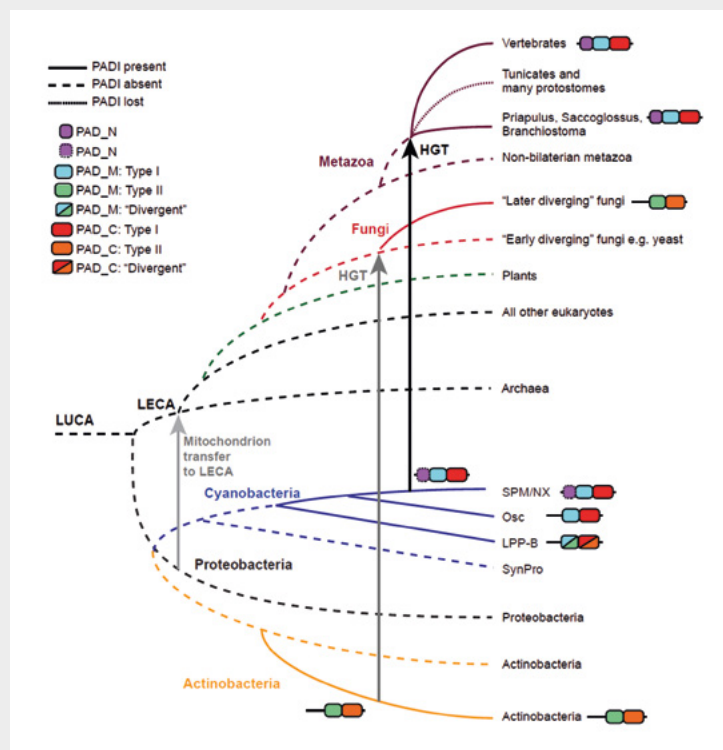 PADI present
PADI absent
PADI lost
PAD_N
PAD_N
PAD_M: Type I
PAD_M: Type II
PAD_M: “Divergent”
PAD_C: Type I
PAD_C: Type II
PAD_C: “Divergent”
Vertebrates
Tunicates and
many protostomes
Priapulus, Saccoglossus,
Branchiostoma
HGT
Metazoa
Non-bilaterian metazoa
“Later diverging” fungi
Fungi
“Early diverging” fungi e.g. yeast
HGT
Plants
All other eukaryotes
Archaea
LECA
LUCA
Mitochondrion
transfer
to LECA
Cyanobacteria
SPM/NX
Osc
LPP-B
SynPro
Proteobacteria
Proteobacteria
Actinobacteria
Actinobacteria
Actinobacteria